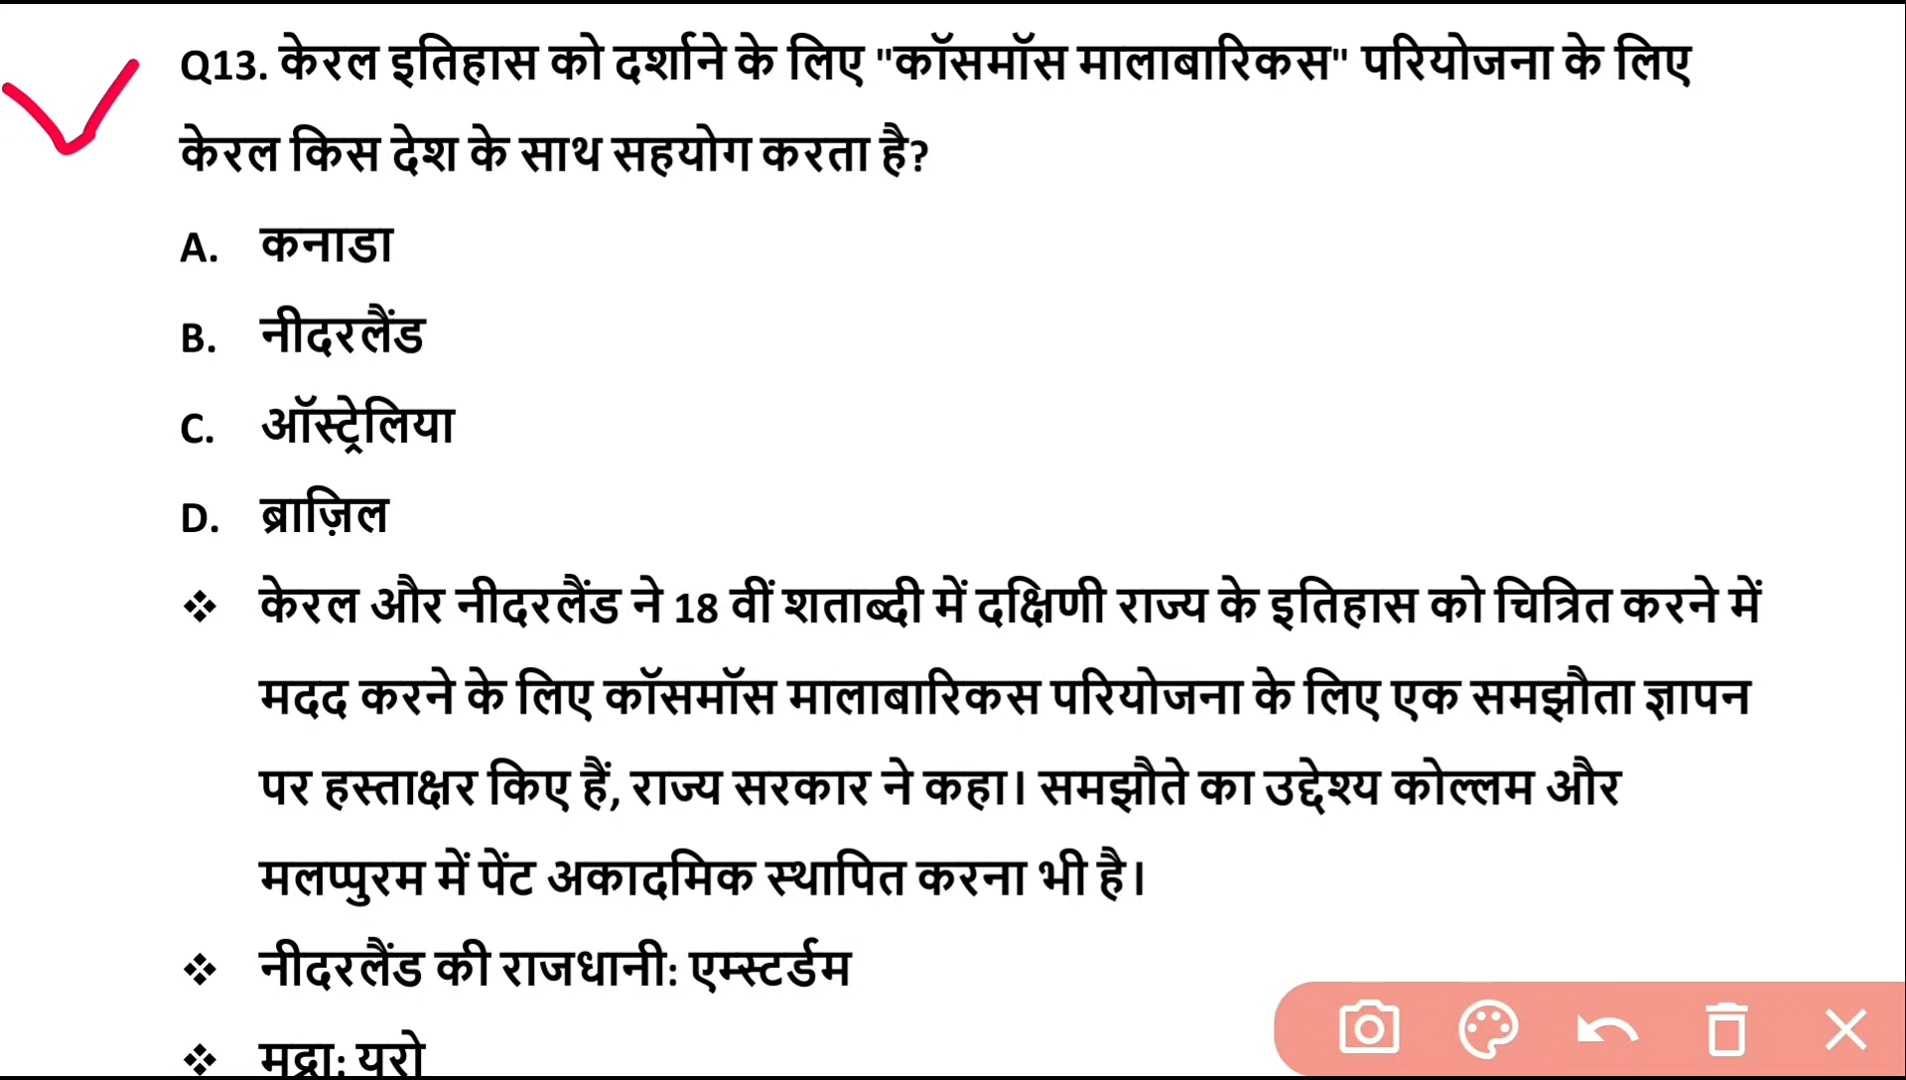 Q13. केरल इतिहास को दर्शाने के लिए "कॉसमॉस मालाबारिकस" परियोजना के लिए
केरल किस देश के साथ सहयोग करता है?
A. कनाडा
B. नीदरलैंड
C. ऑस्ट्रेलिया
D. ब्राज़िल
❖ केरल और नीदरलैंड ने 18 वीं शताब्दी में दक्षिणी राज्य के इतिहास को चित्रित करने में
मदद करने के लिए कॉसमॉस मालाबारिकस परियोजना के लिए एक समझौता ज्ञापन
पर हस्ताक्षर किए हैं, राज्य सरकार ने कहा। समझौते का उद्देश्य कोल्लम और
मलप्पुरम में पेंट अकादमिक स्थापित करना भी है।
❖ नीदरलैंड की राजधानी: एम्स्टर्डम
❖ मुद्रा: यूरो